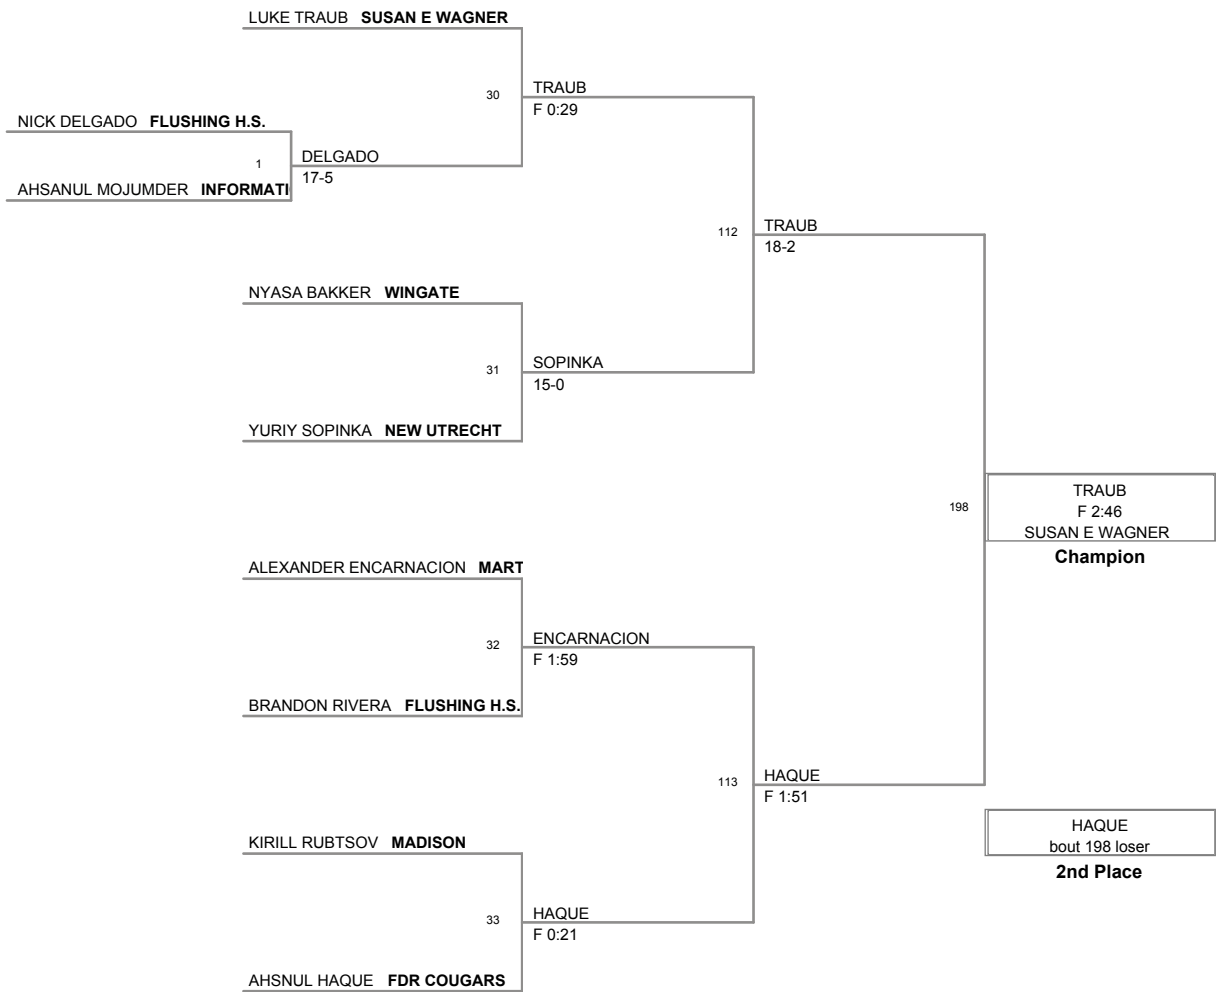 LUKE TRAUB SUSAN E WAGNER
30
TRAUB
F 0:29
NICK DELGADO FLUSHING H.S.
1
DELGADO
17-5
AHSANUL MOJUMDER INFORMATI
112
TRAUB
18-2
NYASA BAKKER WINGATE
31
SOPINKA
15-0
YURIY SOPINKA NEW UTRECHT
198
TRAUB
F 2:46
SUSAN E WAGNER
Champion
ALEXANDER ENCARNACION MART
32
ENCARNACION
F 1:59
BRANDON RIVERA FLUSHING H.S.
113
HAQUE
F 1:51
KIRILL RUBTSOV MADISON
33
HAQUE
F 0:21
AHSNUL HAQUE FDR COUGARS
HAQUE
bout 198 loser
2nd Place